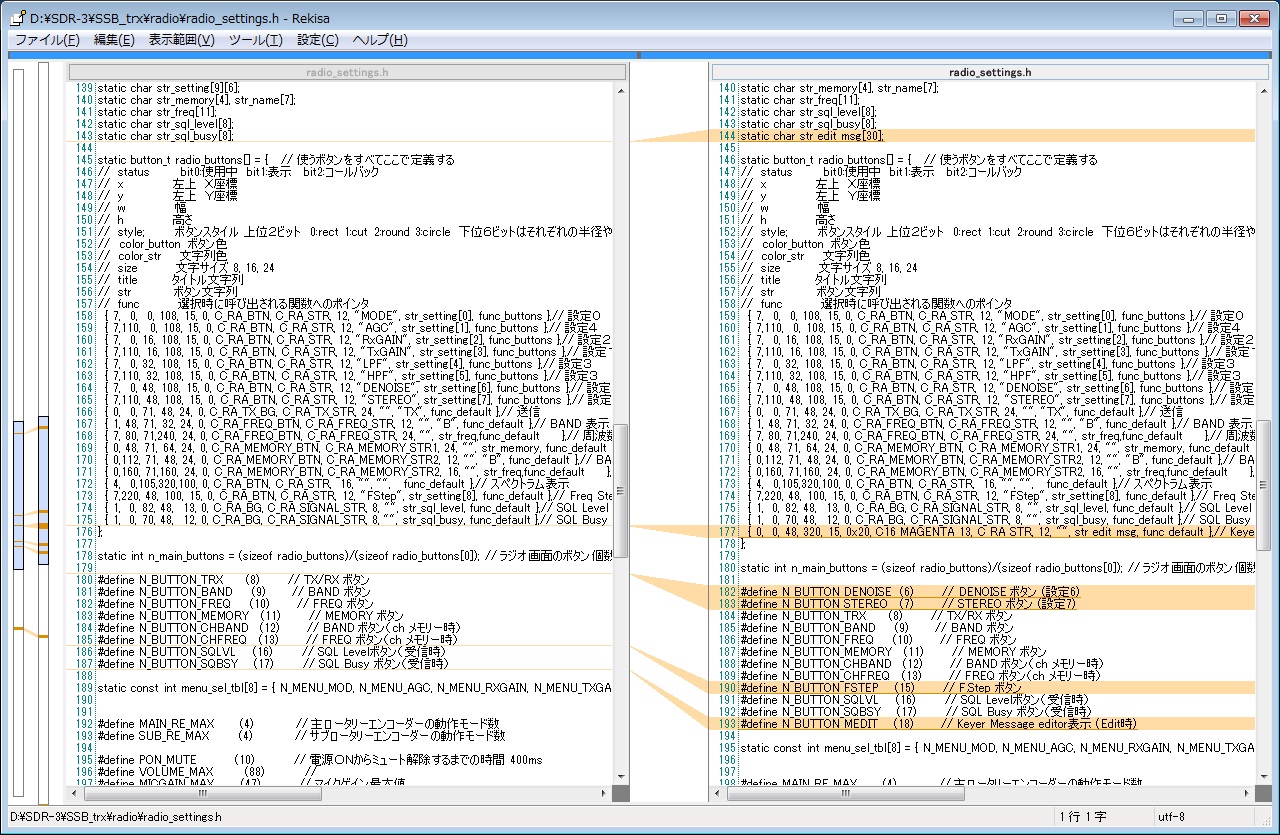 D:¥SDR-3¥SSB_trx¥radio¥radio_settings.h - Rekisa
ファイル(F) 編集(E) 表示範囲(V) ツール(T) 設定(C) ヘルプ(H)
radio_settings.h
139 static char str_setting[9][6];
140 static char str_memory[4], str_name[7];
141 static char str_freq[11];
142 static char str_sql_level[8];
143 static char str_sql_busy[8];
144
145 static button_t radio_buttons[] = { // 使うボタンをすべてここで定義する
146 // status bit0:使用中 bit1:表示 bit2:コールバック
147 // x 左上 X座標
148 // y 左上 Y座標
149 // w 幅
150 // h 高さ
151 // style; ボタンスタイル 上位2ビット 0:rect 1:cut 2:round 3:circle 下位6ビットはそれぞれの半径や
152 // color_button ボタン色
153 // color_str 文字列色
154 // size 文字サイズ 8, 16, 24
155 // title タイトル文字列
156 // str ボタン文字列
157 // func 選択時に呼び出される関数へのポインタ
158 { 7, 0, 0, 108, 15, 0, C_RA_BTN, C_RA_STR, 12, "MODE", str_setting[0], func_buttons },// 設定0
159 { 7,110, 0, 108, 15, 0, C_RA_BTN, C_RA_STR, 12, "AGC", str_setting[1], func_buttons },// 設定4
160 { 7, 0, 16, 108, 15, 0, C_RA_BTN, C_RA_STR, 12, "RxGAIN", str_setting[2], func_buttons },// 設定2
161 { 7,110, 16, 108, 15, 0, C_RA_BTN, C_RA_STR, 12, "TxGAIN", str_setting[3], func_buttons },// 設定
162 { 7, 0, 32, 108, 15, 0, C_RA_BTN, C_RA_STR, 12, "LPF", str_setting[4], func_buttons },// 設定3
163 { 7,110, 32, 108, 15, 0, C_RA_BTN, C_RA_STR, 12, "HPF", str_setting[5], func_buttons },// 設定3
164 { 7, 0, 48, 108, 15, 0, C_RA_BTN, C_RA_STR, 12, "DENOISE", str_setting[6], func_buttons },// 設定
165 { 7,110, 48, 108, 15, 0, C_RA_BTN, C_RA_STR, 12, "STEREO", str_setting[7], func_buttons },// 設定
166 { 0, 0, 71, 48, 24, 0, C_RA_TX_BG, C_RA_TX_STR, 24, "", "TX", func_default },// 送信
167 { 1, 48, 71, 32, 24, 0, C_RA_FREQ_BTN, C_RA_FREQ_STR, 12, "", "B", func_default },// BAND 表示
168 { 7, 80, 71,240, 24, 0, C_RA_FREQ_BTN, C_RA_FREQ_STR, 24, "", str_freq,func_default },// 周波数
169 { 0, 48, 71, 64, 24, 0, C_RA_MEMORY_BTN, C_RA_MEMORY_STR1, 24, "", str_memory, func_default
170 { 0,112, 71, 48, 24, 0, C_RA_MEMORY_BTN, C_RA_MEMORY_STR2, 12, "", "B", func_default },// BA
171 { 0,160, 71,160, 24, 0, C_RA_MEMORY_BTN, C_RA_MEMORY_STR2, 16, "", str_freq,func_default },
172 { 4, 0,105,320,100, 0, C_RA_BTN, C_RA_STR, 16, "", "", func_default },// スペクトラム表示
173 { 7,220, 48, 100, 15, 0, C_RA_BTN, C_RA_STR, 12, "FStep", str_setting[8], func_default },// Freq Ste
174 { 1, 0, 82, 48, 13, 0, C_RA_BG, C_RA_SIGNAL_STR, 8, "", str_sql_level, func_default },// SQL Level
175 { 1, 0, 70, 48, 12, 0, C_RA_BG, C_RA_SIGNAL_STR, 8, "", str_sql_busy, func_default },// SQL Busy
176 };
177
178 static int n_main_buttons = (sizeof radio_buttons)/(sizeof radio_buttons[0]); // ラジオ画面のボタン個数
179
180 #define N_BUTTON_TRX (8) // TX/RX ボタン
181 #define N_BUTTON_BAND (9) // BAND ボタン
182 #define N_BUTTON_FREQ (10) // FREQ ボタン
183 #define N_BUTTON_MEMORY (11) // MEMORY ボタン
184 #define N_BUTTON_CHBAND (12) // BAND ボタン(ch メモリー時)
185 #define N_BUTTON_CHFREQ (13) // FREQ ボタン(ch メモリー時)
186 #define N_BUTTON_SQLVL (16) // SQL Levelボタン(受信時)
187 #define N_BUTTON_SQBSY (17) // SQL Busy ボタン(受信時)
188
189 static const int menu_sel_tbl[8] = { N_MENU_MOD, N_MENU_AGC, N_MENU_RXGAIN, N_MENU_TXGA
190
191
192 #define MAIN_RE_MAX (4) // 主ロータリーエンコーダーの動作モード数
193 #define SUB_RE_MAX (4) // サブロータリーエンコーダーの動作モード数
194
195 #define PON_MUTE (10) // 電源ONからミュート解除するまでの時間 400ms
196 #define VOLUME_MAX (88) //
197 #define MICGAIN_MAX (47) // マイクゲイン最大値
radio_settings.h
140 static char str_memory[4], str_name[7];
141 static char str_freq[11];
142 static char str_sql_level[8];
143 static char str_sql_busy[8];
144 static char str_edit_msg[30];
145
146 static button_t radio_buttons[] = { // 使うボタンをすべてここで定義する
147 // status bit0:使用中 bit1:表示 bit2:コールバック
148 // x 左上 X座標
149 // y 左上 Y座標
150 // w 幅
151 // h 高さ
152 // style; ボタンスタイル 上位2ビット 0:rect 1:cut 2:round 3:circle 下位6ビットはそれぞれの半径や
153 // color_button ボタン色
154 // color_str 文字列色
155 // size 文字サイズ 8, 16, 24
156 // title タイトル文字列
157 // str ボタン文字列
158 // func 選択時に呼び出される関数へのポインタ
159 { 7, 0, 0, 108, 15, 0, C_RA_BTN, C_RA_STR, 12, "MODE", str_setting[0], func_buttons },// 設定0
160 { 7,110, 0, 108, 15, 0, C_RA_BTN, C_RA_STR, 12, "AGC", str_setting[1], func_buttons },// 設定4
161 { 7, 0, 16, 108, 15, 0, C_RA_BTN, C_RA_STR, 12, "RxGAIN", str_setting[2], func_buttons },// 設定2
162 { 7,110, 16, 108, 15, 0, C_RA_BTN, C_RA_STR, 12, "TxGAIN", str_setting[3], func_buttons },// 設定
163 { 7, 0, 32, 108, 15, 0, C_RA_BTN, C_RA_STR, 12, "LPF", str_setting[4], func_buttons },// 設定3
164 { 7,110, 32, 108, 15, 0, C_RA_BTN, C_RA_STR, 12, "HPF", str_setting[5], func_buttons },// 設定3
165 { 7, 0, 48, 108, 15, 0, C_RA_BTN, C_RA_STR, 12, "DENOISE", str_setting[6], func_buttons },// 設定
166 { 7,110, 48, 108, 15, 0, C_RA_BTN, C_RA_STR, 12, "STEREO", str_setting[7], func_buttons },// 設定
167 { 0, 0, 71, 48, 24, 0, C_RA_TX_BG, C_RA_TX_STR, 24, "", "TX", func_default },// 送信
168 { 1, 48, 71, 32, 24, 0, C_RA_FREQ_BTN, C_RA_FREQ_STR, 12, "", "B", func_default },// BAND 表示
169 { 7, 80, 71,240, 24, 0, C_RA_FREQ_BTN, C_RA_FREQ_STR, 24, "", str_freq,func_default },// 周波数
170 { 0, 48, 71, 64, 24, 0, C_RA_MEMORY_BTN, C_RA_MEMORY_STR1, 24, "", str_memory, func_default
171 { 0,112, 71, 48, 24, 0, C_RA_MEMORY_BTN, C_RA_MEMORY_STR2, 12, "", "B", func_default },// BA
172 { 0,160, 71,160, 24, 0, C_RA_MEMORY_BTN, C_RA_MEMORY_STR2, 16, "", str_freq,func_default },
173 { 4, 0,105,320,100, 0, C_RA_BTN, C_RA_STR, 16, "", "", func_default },// スペクトラム表示
174 { 7,220, 48, 100, 15, 0, C_RA_BTN, C_RA_STR, 12, "FStep", str_setting[8], func_default },// Freq Ste
175 { 1, 0, 82, 48, 13, 0, C_RA_BG, C_RA_SIGNAL_STR, 8, "", str_sql_level, func_default },// SQL Level
176 { 1, 0, 70, 48, 12, 0, C_RA_BG, C_RA_SIGNAL_STR, 8, "", str_sql_busy, func_default },// SQL Busy
177 { 0, 0, 48, 320, 15, 0x20, C16_MAGENTA_13, C_RA_STR, 12, "", str_edit_msg, func_default },// Keyer
178 };
179
180 static int n_main_buttons = (sizeof radio_buttons)/(sizeof radio_buttons[0]); // ラジオ画面のボタン個数
181
182 #define N_BUTTON_DENOISE (6) // DENOISE ボタン (設定6)
183 #define N_BUTTON_STEREO (7) // STEREO ボタン (設定7)
184 #define N_BUTTON_TRX (8) // TX/RX ボタン
185 #define N_BUTTON_BAND (9) // BAND ボタン
186 #define N_BUTTON_FREQ (10) // FREQ ボタン
187 #define N_BUTTON_MEMORY (11) // MEMORY ボタン
188 #define N_BUTTON_CHBAND (12) // BAND ボタン(ch メモリー時)
189 #define N_BUTTON_CHFREQ (13) // FREQ ボタン(ch メモリー時)
190 #define N_BUTTON_FSTEP (15) // F.Step ボタン
191 #define N_BUTTON_SQLVL (16) // SQL Levelボタン(受信時)
192 #define N_BUTTON_SQBSY (17) // SQL Busy ボタン(受信時)
193 #define N_BUTTON_MEDIT (18) // Keyer Message editor表示 (Edit時)
194
195 static const int menu_sel_tbl[8] = { N_MENU_MOD, N_MENU_AGC, N_MENU_RXGAIN, N_MENU_TXGA
196
197
198 #define MAIN_RE_MAX (4) // 主ロータリーエンコーダーの動作モード数
D:¥SDR-3¥SSB_trx¥radio¥radio_settings.h 1 行 1 字 utf-8